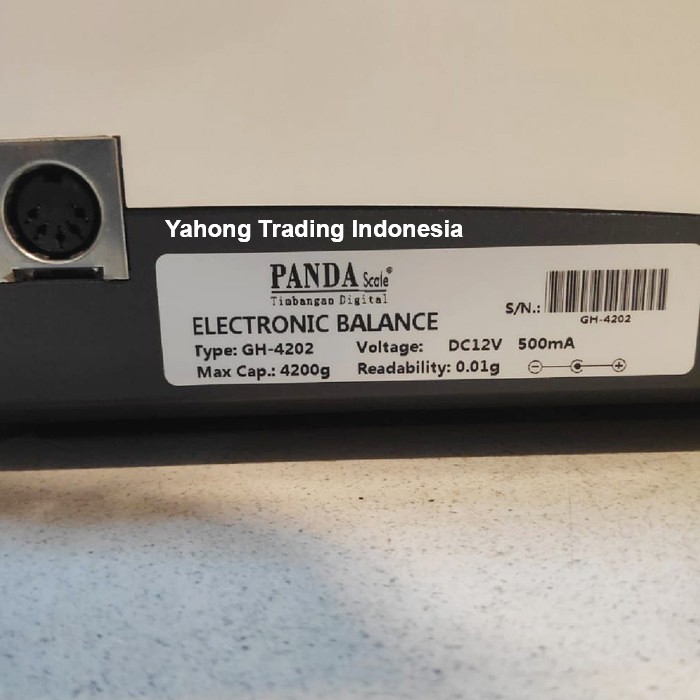 Yahong Trading Indonesia
PANDA Scale®
Timbangan Digital
ELECTRONIC BALANCE
S/N.:
GH-4202
Type: GH-4202 Voltage: DC12V 500mA
Max Cap.: 4200g Readability: 0.01g